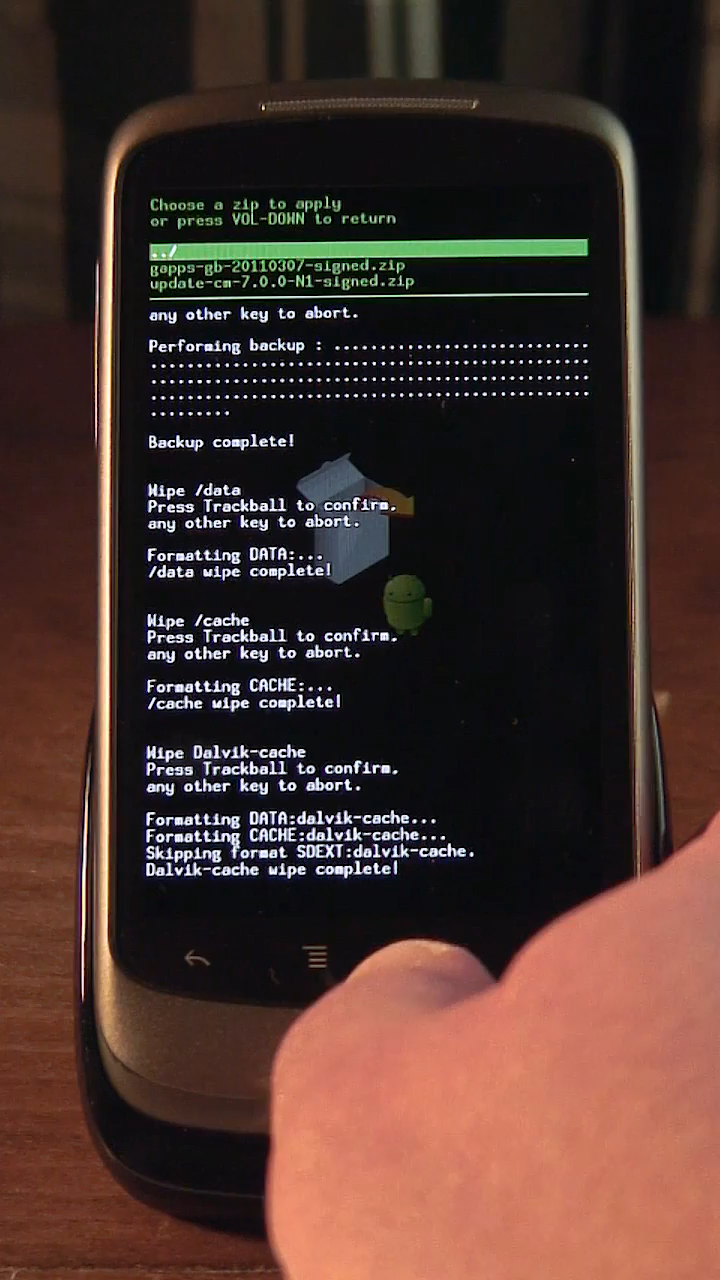 Choose a zip to apply
or press VOL-DOWN to return
../
gapps-gb-20110307-signed.zip
update-cm-7.0.0-N1-signed.zip
any other key to abort.
Performing backup : ............................
................................................
................................................
................................................
.........
Backup complete!
Wipe /data
Press Trackball to confirm,
any other key to abort.
Formatting DATA:...
/data wipe complete!
Wipe /cache
Press Trackball to confirm,
any other key to abort.
Formatting CACHE:...
/cache wipe complete!
Wipe Dalvik-cache
Press Trackball to confirm,
any other key to abort.
Formatting DATA:dalvik-cache...
Formatting CACHE:dalvik-cache...
Skipping format SDEXT:dalvik-cache.
Dalvik-cache wipe complete!